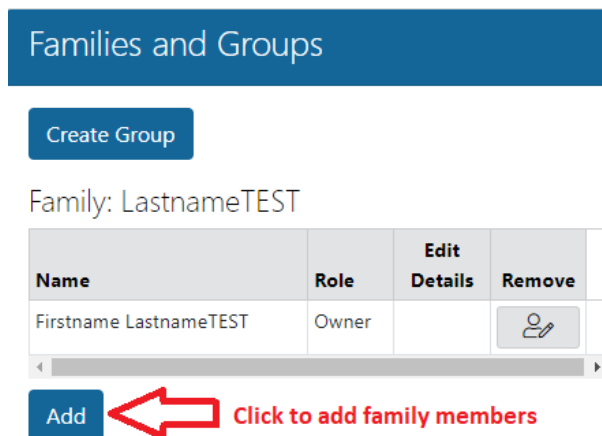 Families and Groups
Create Group
Family: LastnameTEST
Name Role Edit Details Remove
Firstname LastnameTEST Owner
Add Click to add family members